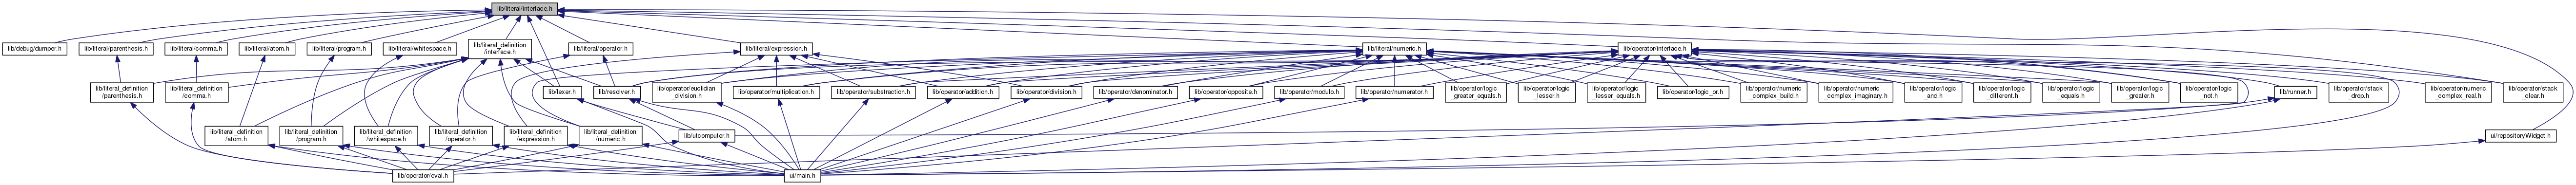 lib/literal/interface.h
lib/debug/dumper.h
lib/literal/parenthesis.h
lib/literal/comma.h
lib/literal/atom.h
lib/literal/program.h
lib/literal/whitespace.h
lib/literal_definition
/interface.h
lib/literal/operator.h
lib/literal/expression.h
lib/literal/numeric.h
lib/operator/interface.h
lib/literal_definition
/parenthesis.h
lib/literal_definition
/comma.h
lib/lexer.h
lib/resolver.h
lib/operator/euclidian
_division.h
lib/operator/multiplication.h
lib/operator/substraction.h
lib/operator/addition.h
lib/operator/division.h
lib/operator/denominator.h
lib/operator/opposite.h
lib/operator/modulo.h
lib/operator/numerator.h
lib/operator/logic
_greater_equals.h
lib/operator/logic
_lesser.h
lib/operator/logic
_lesser_equals.h
lib/operator/logic_or.h
lib/operator/numeric
_complex_build.h
lib/operator/numeric
_complex_imaginary.h
lib/operator/logic
_and.h
lib/operator/logic
_different.h
lib/operator/logic
_equals.h
lib/operator/logic
_greater.h
lib/operator/logic
_not.h
lib/runner.h
lib/operator/stack
_drop.h
lib/operator/numeric
_complex_real.h
lib/operator/stack
_clear.h
lib/literal_definition
/atom.h
lib/literal_definition
/program.h
lib/literal_definition
/whitespace.h
lib/literal_definition
/operator.h
lib/literal_definition
/expression.h
lib/literal_definition
/numeric.h
lib/utcomputer.h
ui/repositoryWidget.h
lib/operator/eval.h
ui/main.h